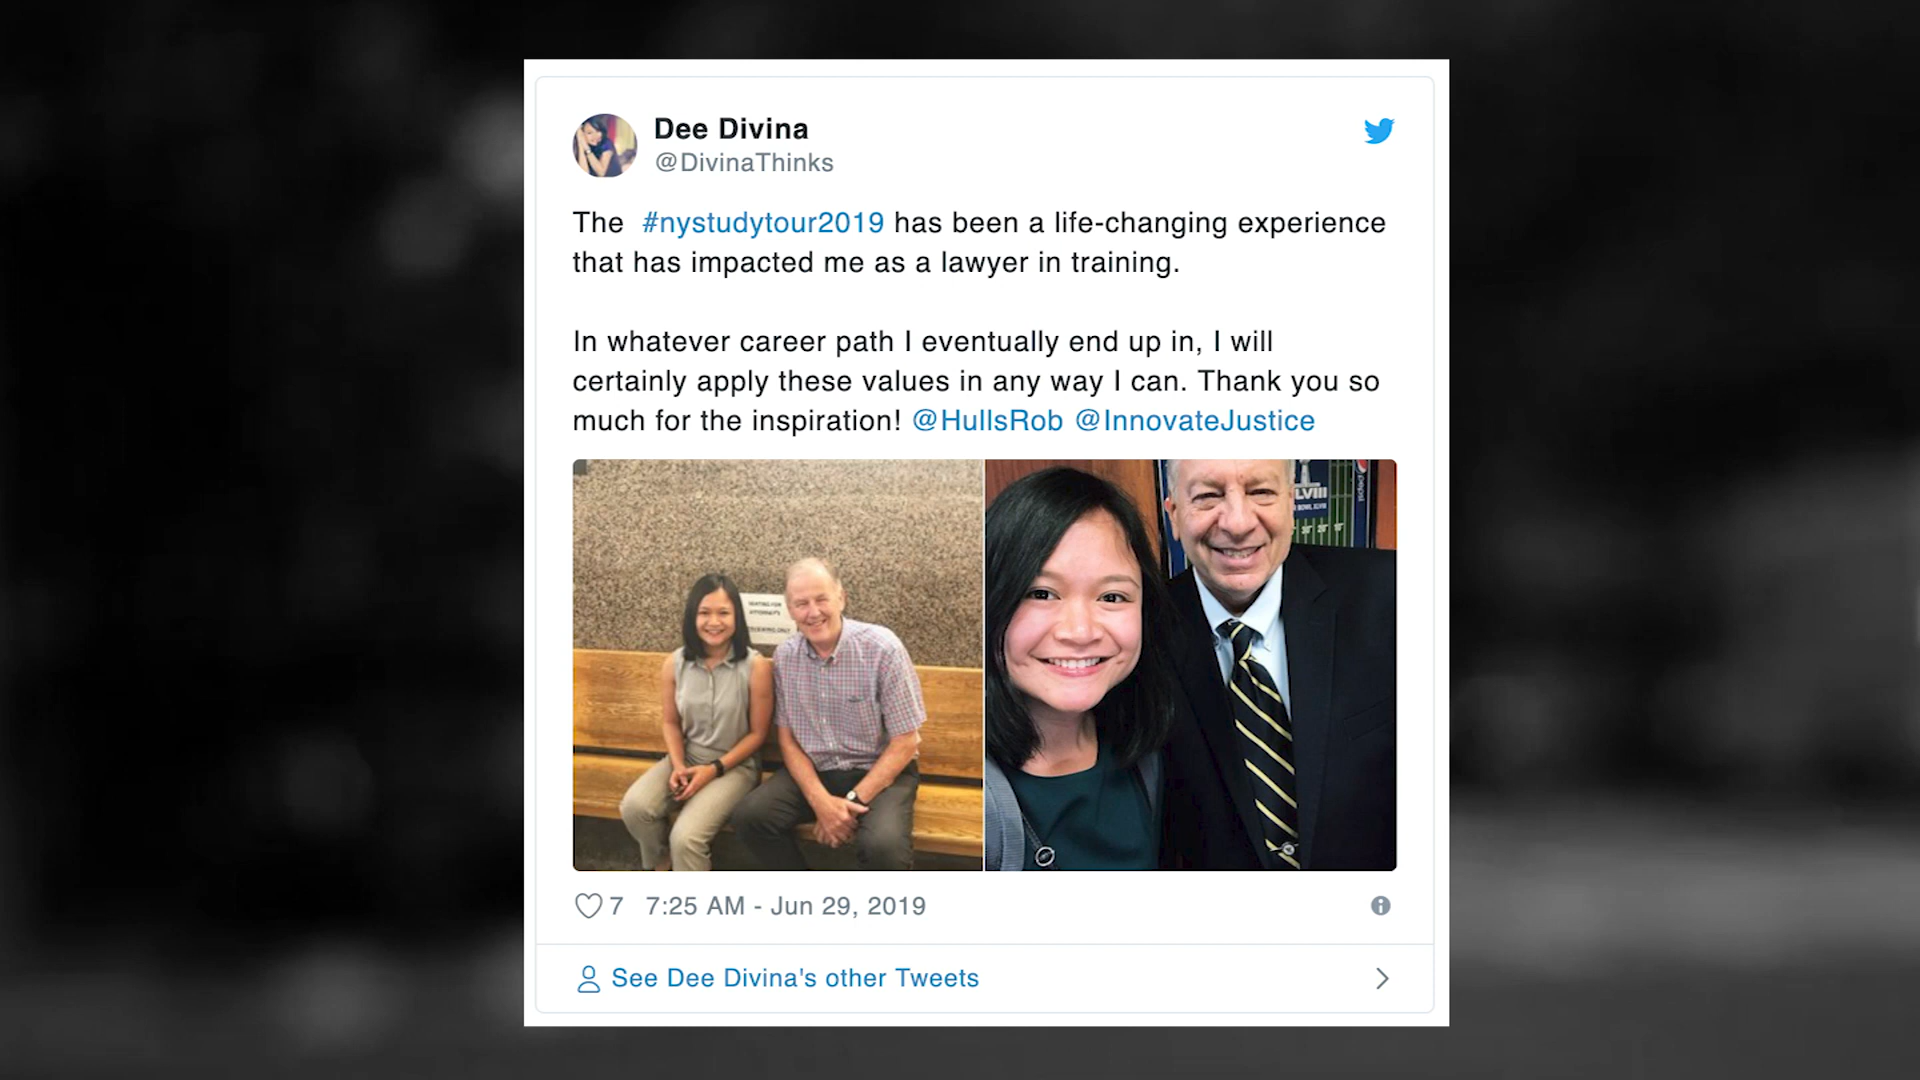 Dee Divina
@DivinaThinks
The #nystudytour2019 has been a life-changing experience
that has impacted me as a lawyer in training.
In whatever career path I eventually end up in, I will
certainly apply these values in any way I can. Thank you so
much for the inspiration! @HullsRob @InnovateJustice
LVIII
pepsi
7 7:25 AM - Jun 29, 2019
See Dee Divina's other Tweets